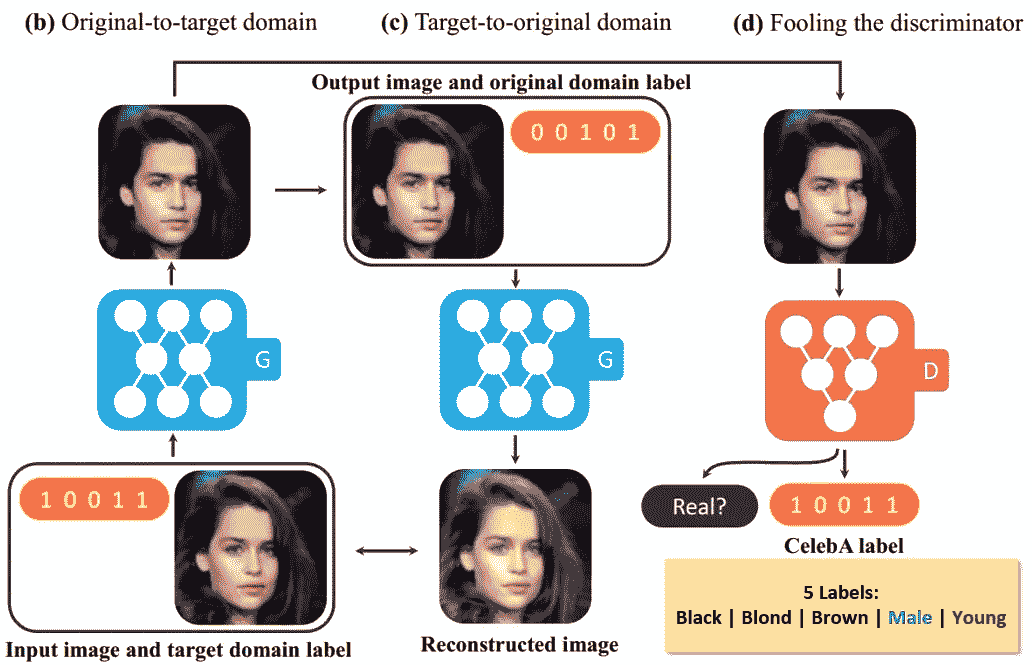 (b) Original-to-target domain
(c) Target-to-original domain
(d) Fooling the discriminator
Output image and original domain label
0 0 1 0 1
G
G
D
1 0 0 1 1
Real?
1 0 0 1 1
CelebA label
5 Labels:
Black | Blond | Brown | Male | Young
Input image and target domain label
Reconstructed image